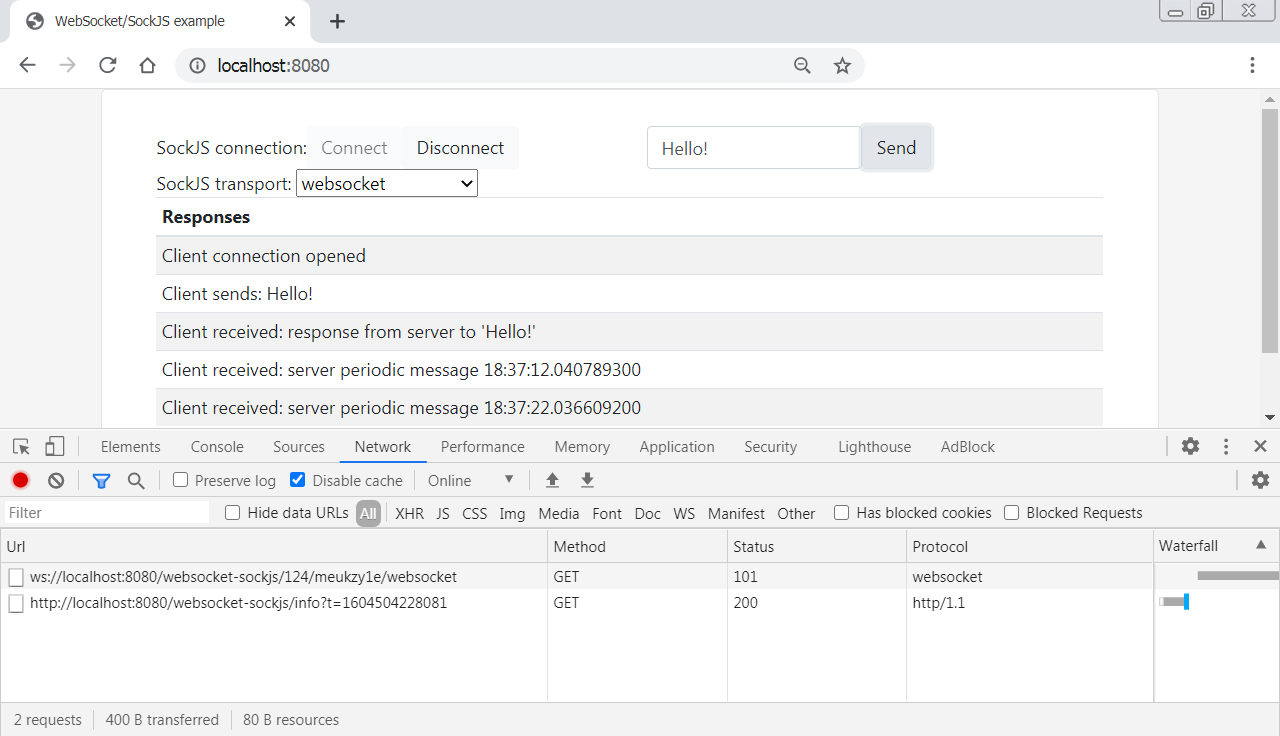 WebSocket/SockJS example
localhost:8080
SockJS connection: Connect Disconnect Hello! Send
SockJS transport: websocket
Responses
Client connection opened
Client sends: Hello!
Client received: response from server to 'Hello!'
Client received: server periodic message 18:37:12.040789300
Client received: server periodic message 18:37:22.036609200
Elements Console Sources Network Performance Memory Application Security Lighthouse AdBlock
Preserve log Disable cache Online
Filter Hide data URLs All XHR JS CSS Img Media Font Doc WS Manifest Other Has blocked cookies Blocked Requests
Url Method Status Protocol Waterfall
ws://localhost:8080/websocket-sockjs/124/meukzy1e/websocket GET 101 websocket
http://localhost:8080/websocket-sockjs/info?t=1604504228081 GET 200 http/1.1
2 requests 400 B transferred 80 B resources